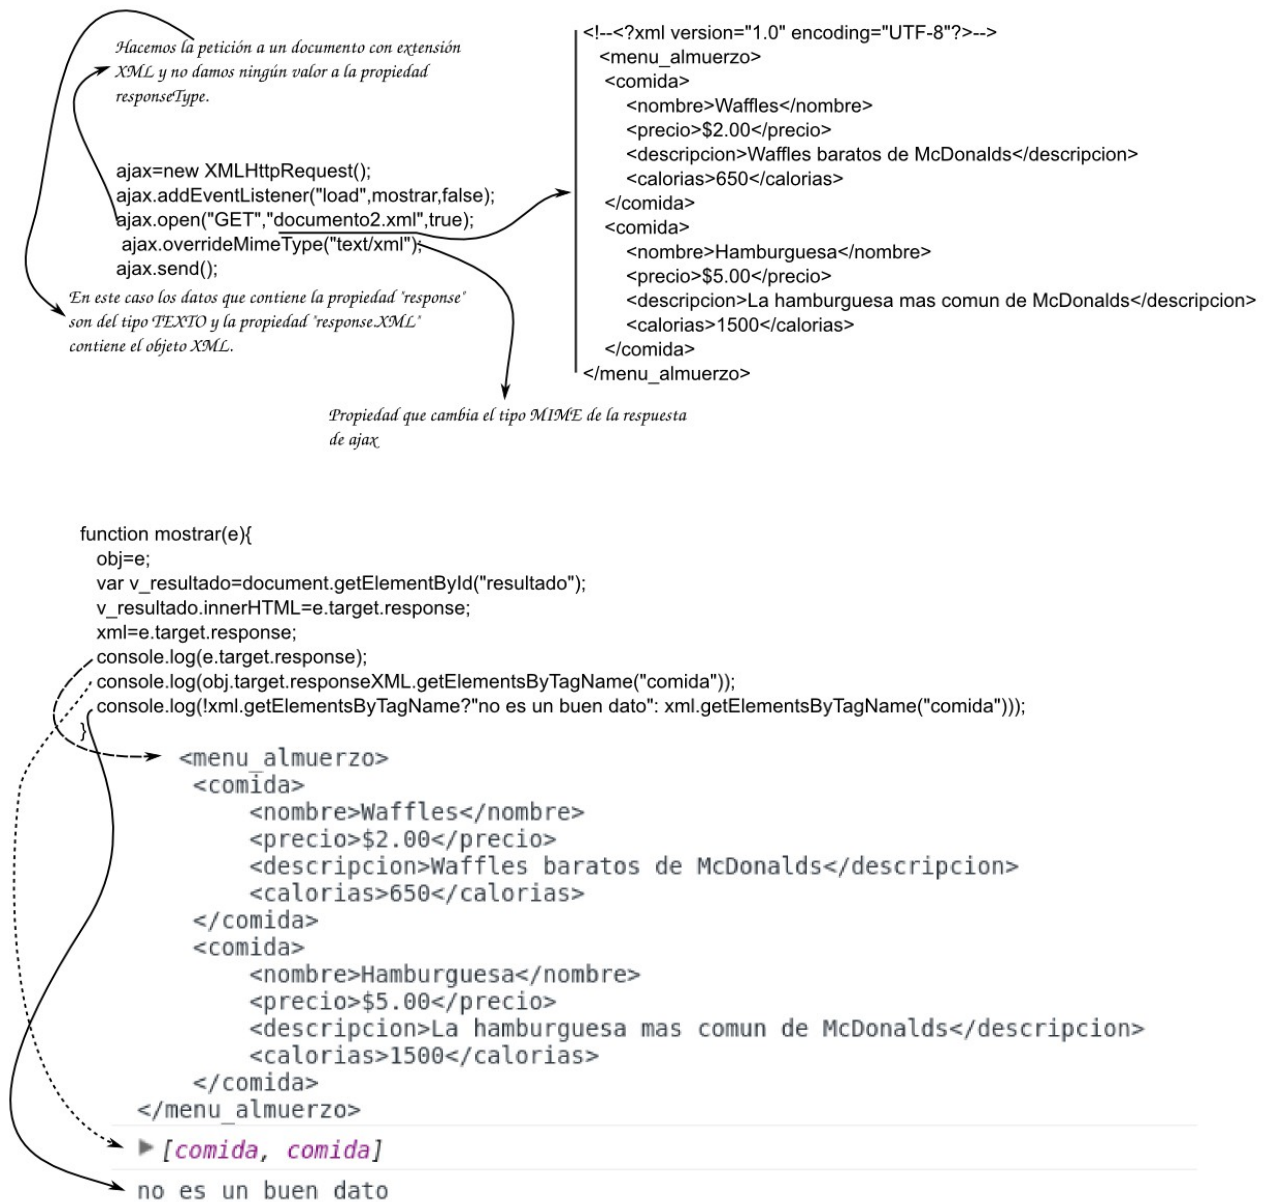 Hacemos la petición a un documento con extensión
XML y no damos ningún valor a la propiedad
responseType.
ajax=new XMLHttpRequest();
ajax.addEventListener("load",mostrar,false);
ajax.open("GET","documento2.xml",true);
ajax.overrideMimeType("text/xml");
ajax.send();
En este caso los datos que contiene la propiedad "response"
son del tipo TEXTO y la propiedad "response.XML"
contiene el objeto XML.
Propiedad que cambia el tipo MIME de la respuesta
de ajax
<!--<?xml version="1.0" encoding="UTF-8"?>-->
<menu_almuerzo>
<comida>
<nombre>Waffles</nombre>
<precio>$2.00</precio>
<descripcion>Waffles baratos de McDonalds</descripcion>
<calorias>650</calorias>
</comida>
<comida>
<nombre>Hamburguesa</nombre>
<precio>$5.00</precio>
<descripcion>La hamburguesa mas comun de McDonalds</descripcion>
<calorias>1500</calorias>
</comida>
</menu_almuerzo>
function mostrar(e){
obj=e;
var v_resultado=document.getElementById("resultado");
v_resultado.innerHTML=e.target.response;
xml=e.target.response;
console.log(e.target.response);
console.log(obj.target.responseXML.getElementsByTagName("comida"));
console.log(!xml.getElementsByTagName?"no es un buen dato": xml.getElementsByTagName("comida")));
}
<menu_almuerzo>
<comida>
<nombre>Waffles</nombre>
<precio>$2.00</precio>
<descripcion>Waffles baratos de McDonalds</descripcion>
<calorias>650</calorias>
</comida>
<comida>
<nombre>Hamburguesa</nombre>
<precio>$5.00</precio>
<descripcion>La hamburguesa mas comun de McDonalds</descripcion>
<calorias>1500</calorias>
</comida>
</menu_almuerzo>
[comida, comida]
no es un buen dato